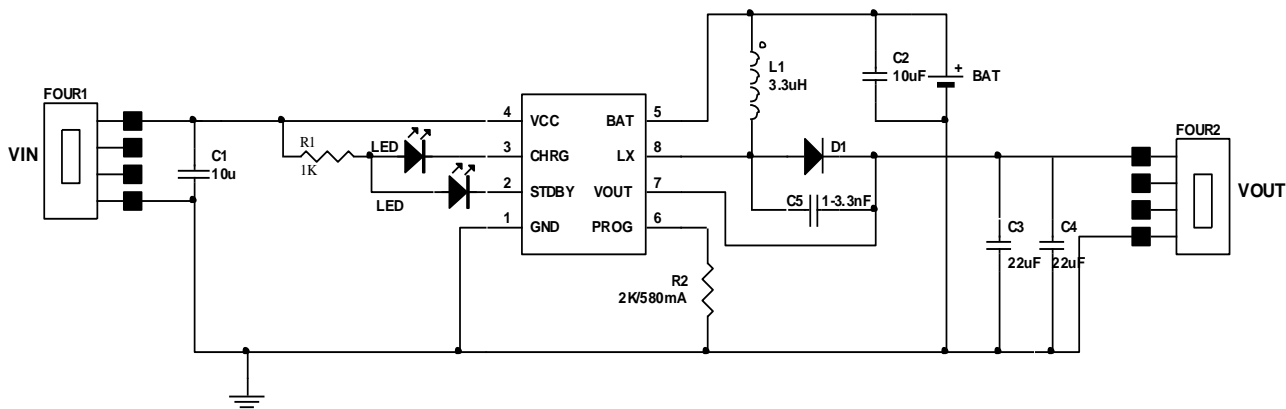 FOUR1
VIN
C1
10u
R1
1K
LED
LED
4 VCC BAT 5
3 CHRG LX 8
2 STDBY VOUT 7
1 GND PROG 6
L1
3.3uH
C2
10uF
+
BAT
D1
C5 1-3.3nF
R2
2K/580mA
C3
22uF
C4
22uF
FOUR2
VOUT